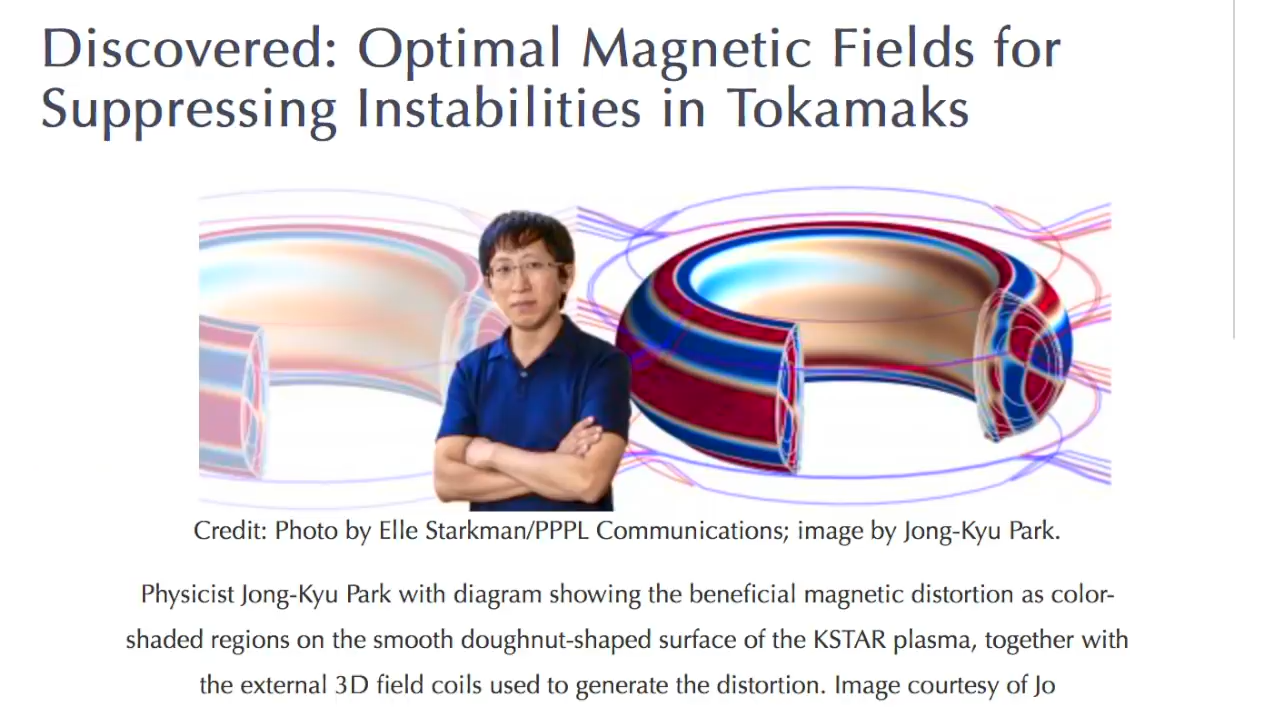 Discovered: Optimal Magnetic Fields for
Suppressing Instabilities in Tokamaks
Credit: Photo by Elle Starkman/PPPL Communications; image by Jong-Kyu Park.
Physicist Jong-Kyu Park with diagram showing the beneficial magnetic distortion as color-
shaded regions on the smooth doughnut-shaped surface of the KSTAR plasma, together with
the external 3D field coils used to generate the distortion. Image courtesy of Jo